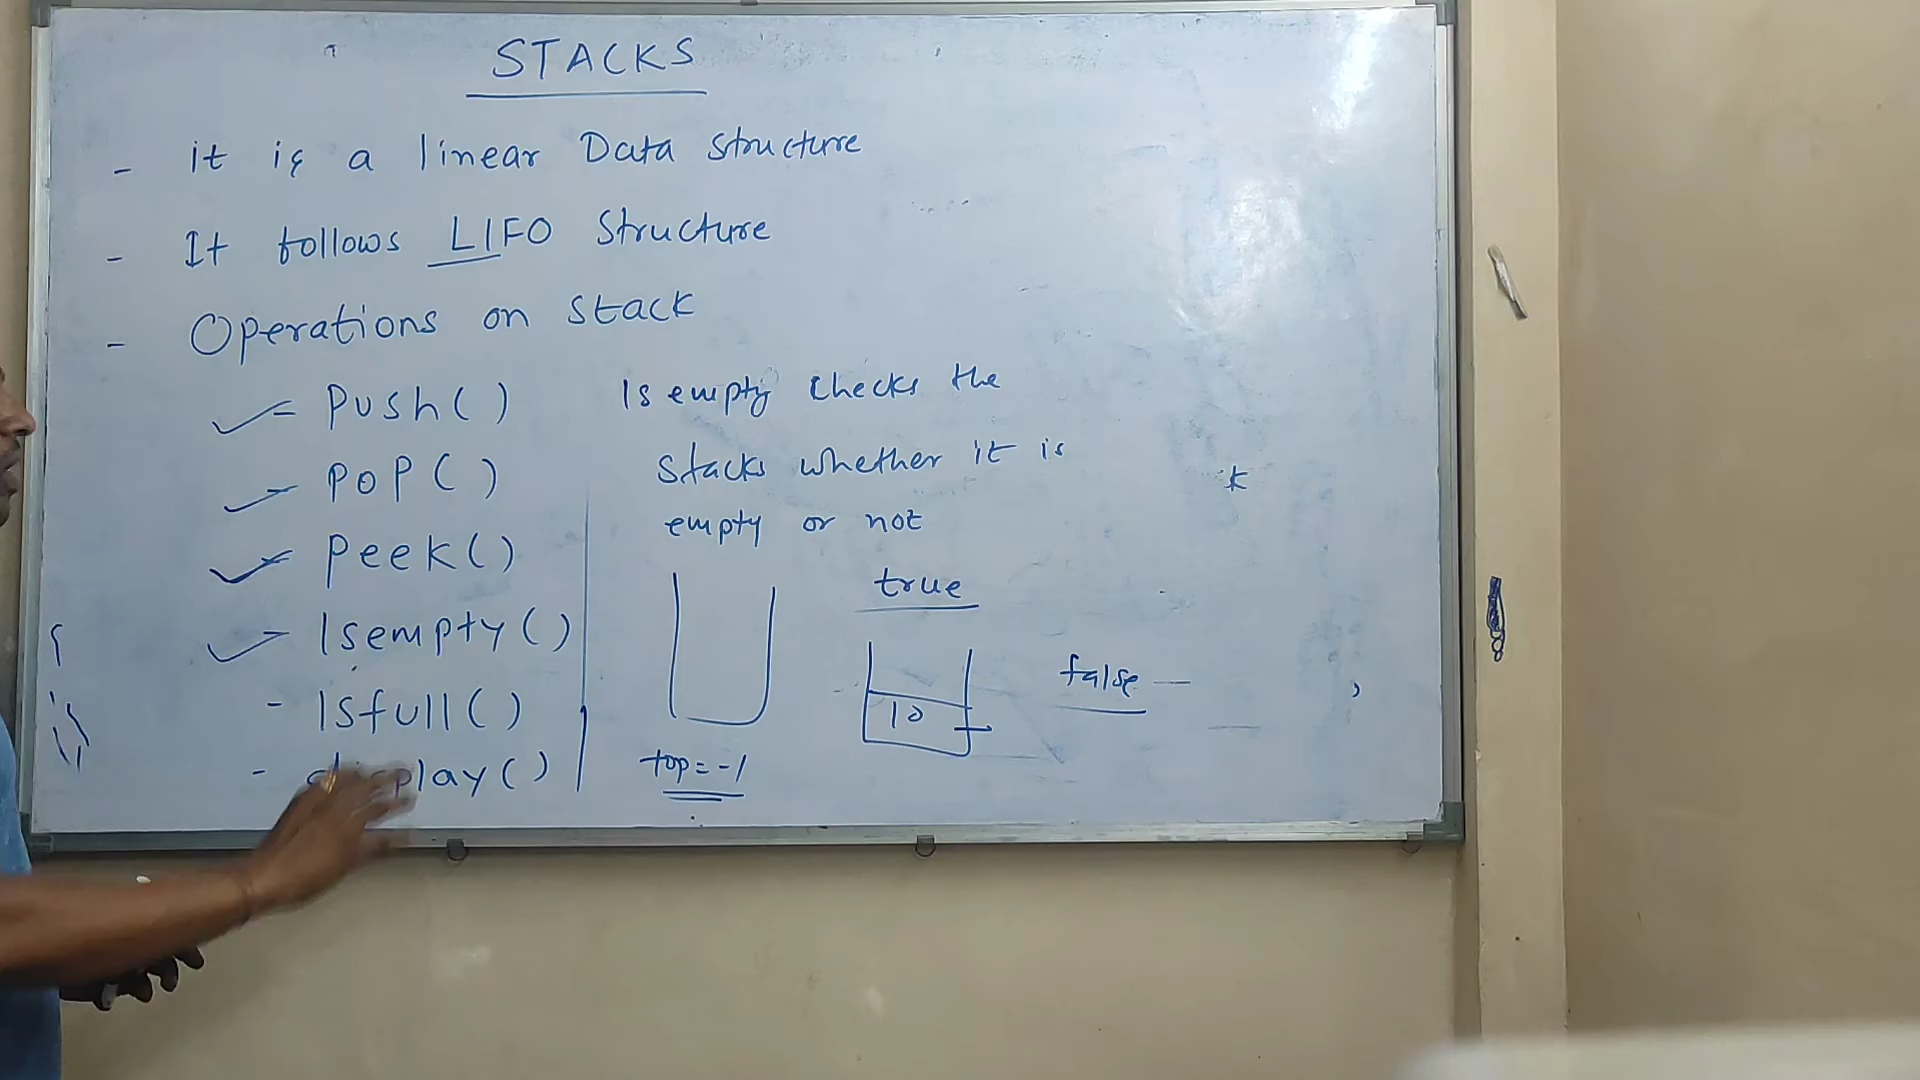 STACKS
- it is a linear Data Structure
- It follows LIFO Structure
- Operations on Stack
Push()
Pop()
Peek()
Isempty()
- Isfull()
- display()
Is empty checks the
Stacks whether it is
empty or not
true
false
10
top=-1